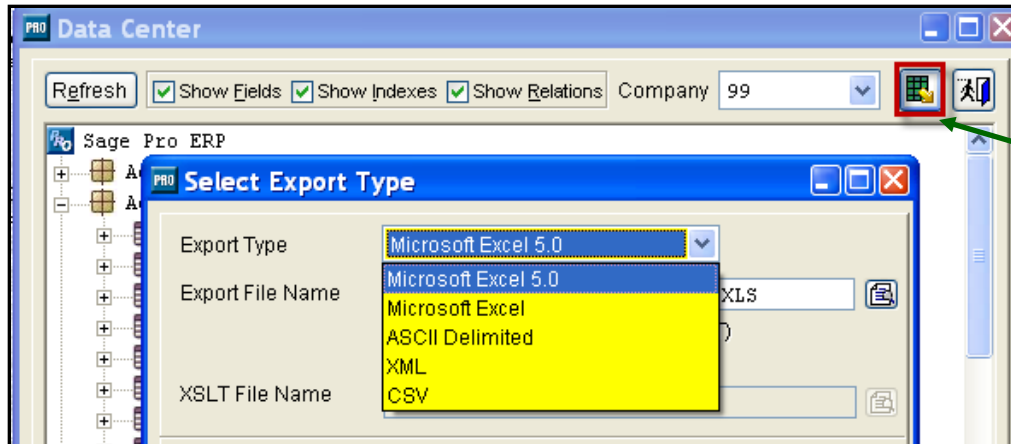 PRO Data Center
Refresh Show Fields Show Indexes Show Relations Company 99
PRO Sage Pro ERP
PRO Select Export Type
Export Type Microsoft Excel 5.0
Microsoft Excel 5.0
Export File Name XLS
Microsoft Excel
ASCII Delimited
XML
XSLT File Name
CSV